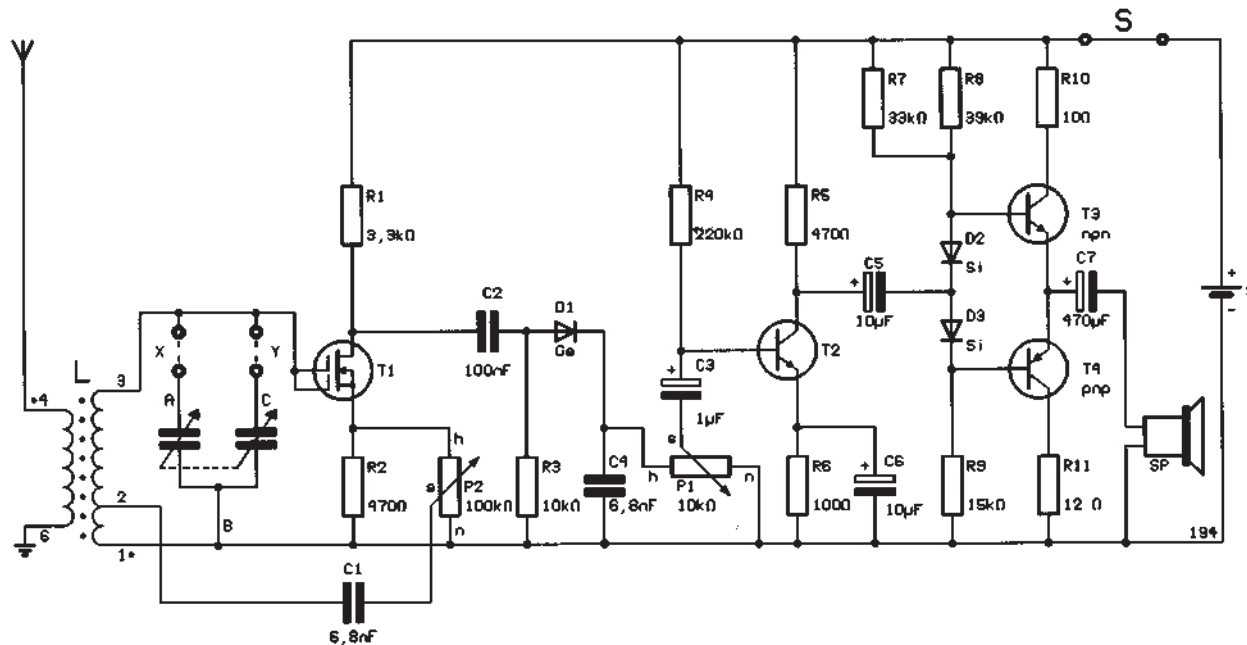 S
R7
33kΩ
R8
39kΩ
R10
100
R1
3,3kΩ
R4
220kΩ
R5
470Ω
T3
npn
D2
Si
C5
+
10µF
C7
+
470µF
+
-
C2
100nF
D1
Ge
X
Y
T1
T2
C3
+
1µF
D3
Si
T4
pnp
L
3
*4
A
C
h
R2
470Ω
s
P2
100kΩ
n
R3
10kΩ
C4
6,8nF
s
h
n
P1
10kΩ
R6
100Ω
C6
+
10µF
R9
15kΩ
R11
12 Ω
SP
2
6
B
1*
194
C1
6,8nF